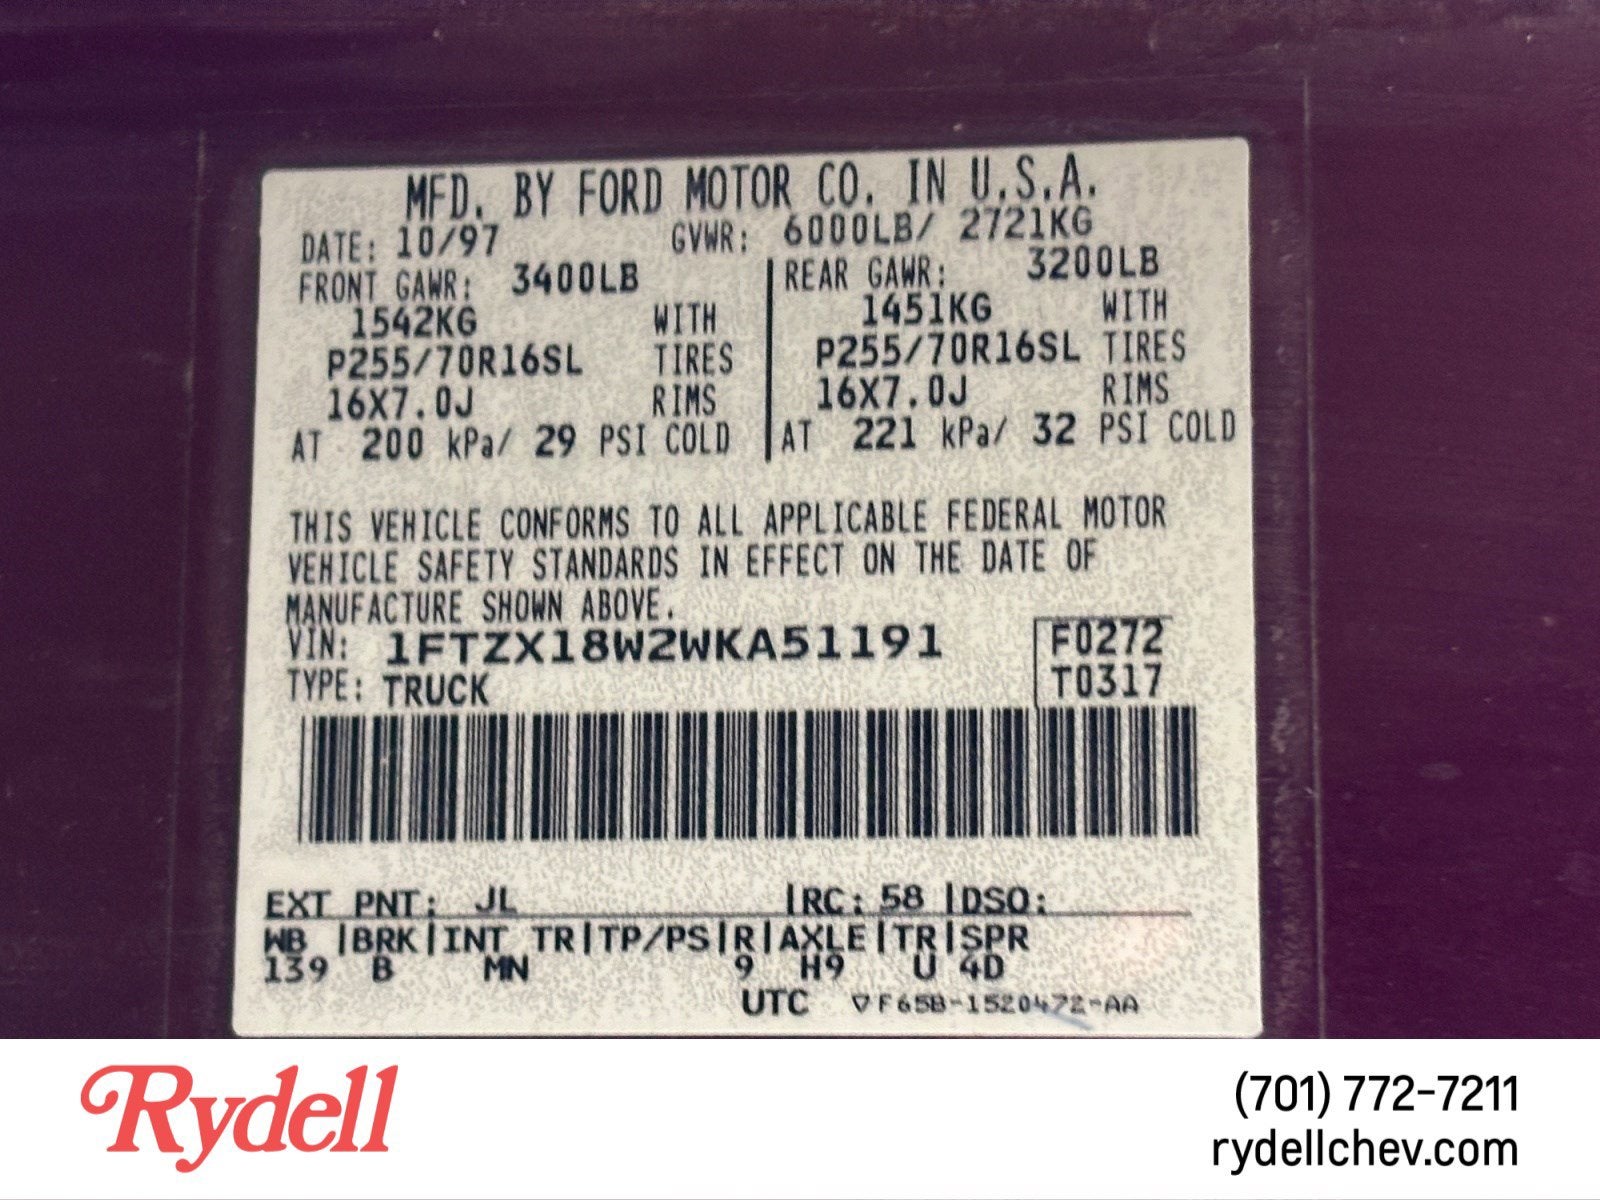 MFD. BY FORD MOTOR CO. IN U.S.A.
DATE: 10/97 GVWR: 6000LB/ 2721KG
FRONT GAWR: 3400LB REAR GAWR: 3200LB
1542KG WITH 1451KG WITH
P255/70R16SL TIRES P255/70R16SL TIRES
16X7.0J RIMS 16X7.0J RIMS
AT 200 kPa/ 29 PSI COLD AT 221 kPa/ 32 PSI COLD
THIS VEHICLE CONFORMS TO ALL APPLICABLE FEDERAL MOTOR
VEHICLE SAFETY STANDARDS IN EFFECT ON THE DATE OF
MANUFACTURE SHOWN ABOVE.
VIN: 1FTZX18W2WKA51191 F0272
TYPE: TRUCK T0317
EXT PNT: JL |RC: 58 |DSO:
WB |BRK|INT TR|TP/PS|R|AXLE|TR|SPR
139 B MN 9 H9 U 4D
UTC ▽F65B-1520472-AA
Rydell
(701) 772-7211
rydellchev.com